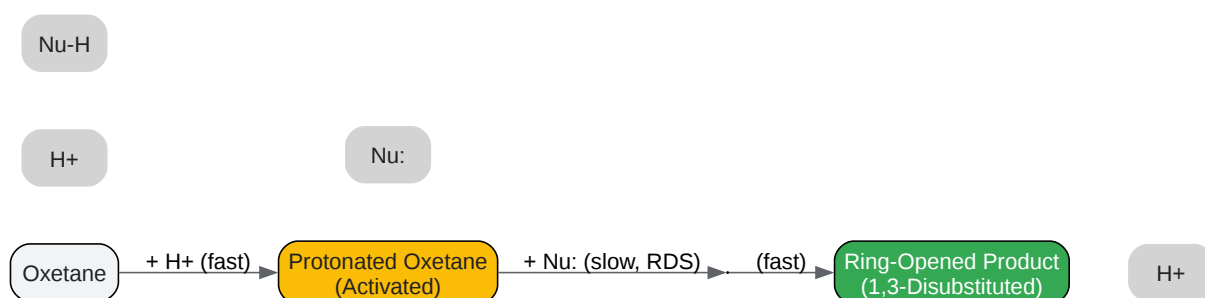 Nu-H
H+
Nu:
Oxetane
+ H+ (fast)
Protonated Oxetane
(Activated)
+ Nu: (slow, RDS)
(fast)
Ring-Opened Product
(1,3-Disubstituted)
H+